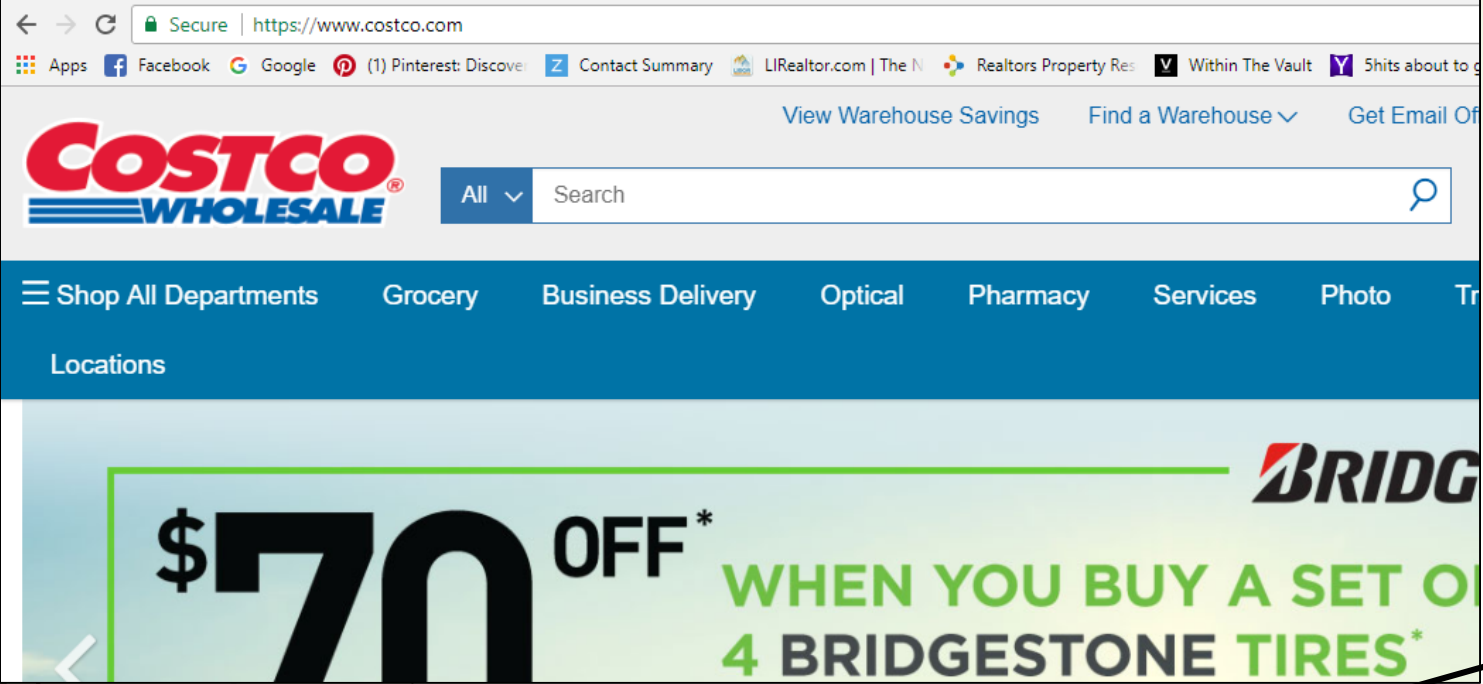 Secure | https://www.costco.com
Apps Facebook Google (1) Pinterest: Discove Contact Summary LIRealtor.com | The N Realtors Property Res Within The Vault 5hits about to
View Warehouse Savings Find a Warehouse Get Email Of
COSTCO
WHOLESALE
All Search
Shop All Departments Grocery Business Delivery Optical Pharmacy Services Photo Tr
Locations
BRIDG
$70 OFF*
WHEN YOU BUY A SET
4 BRIDGESTONE TIRES*